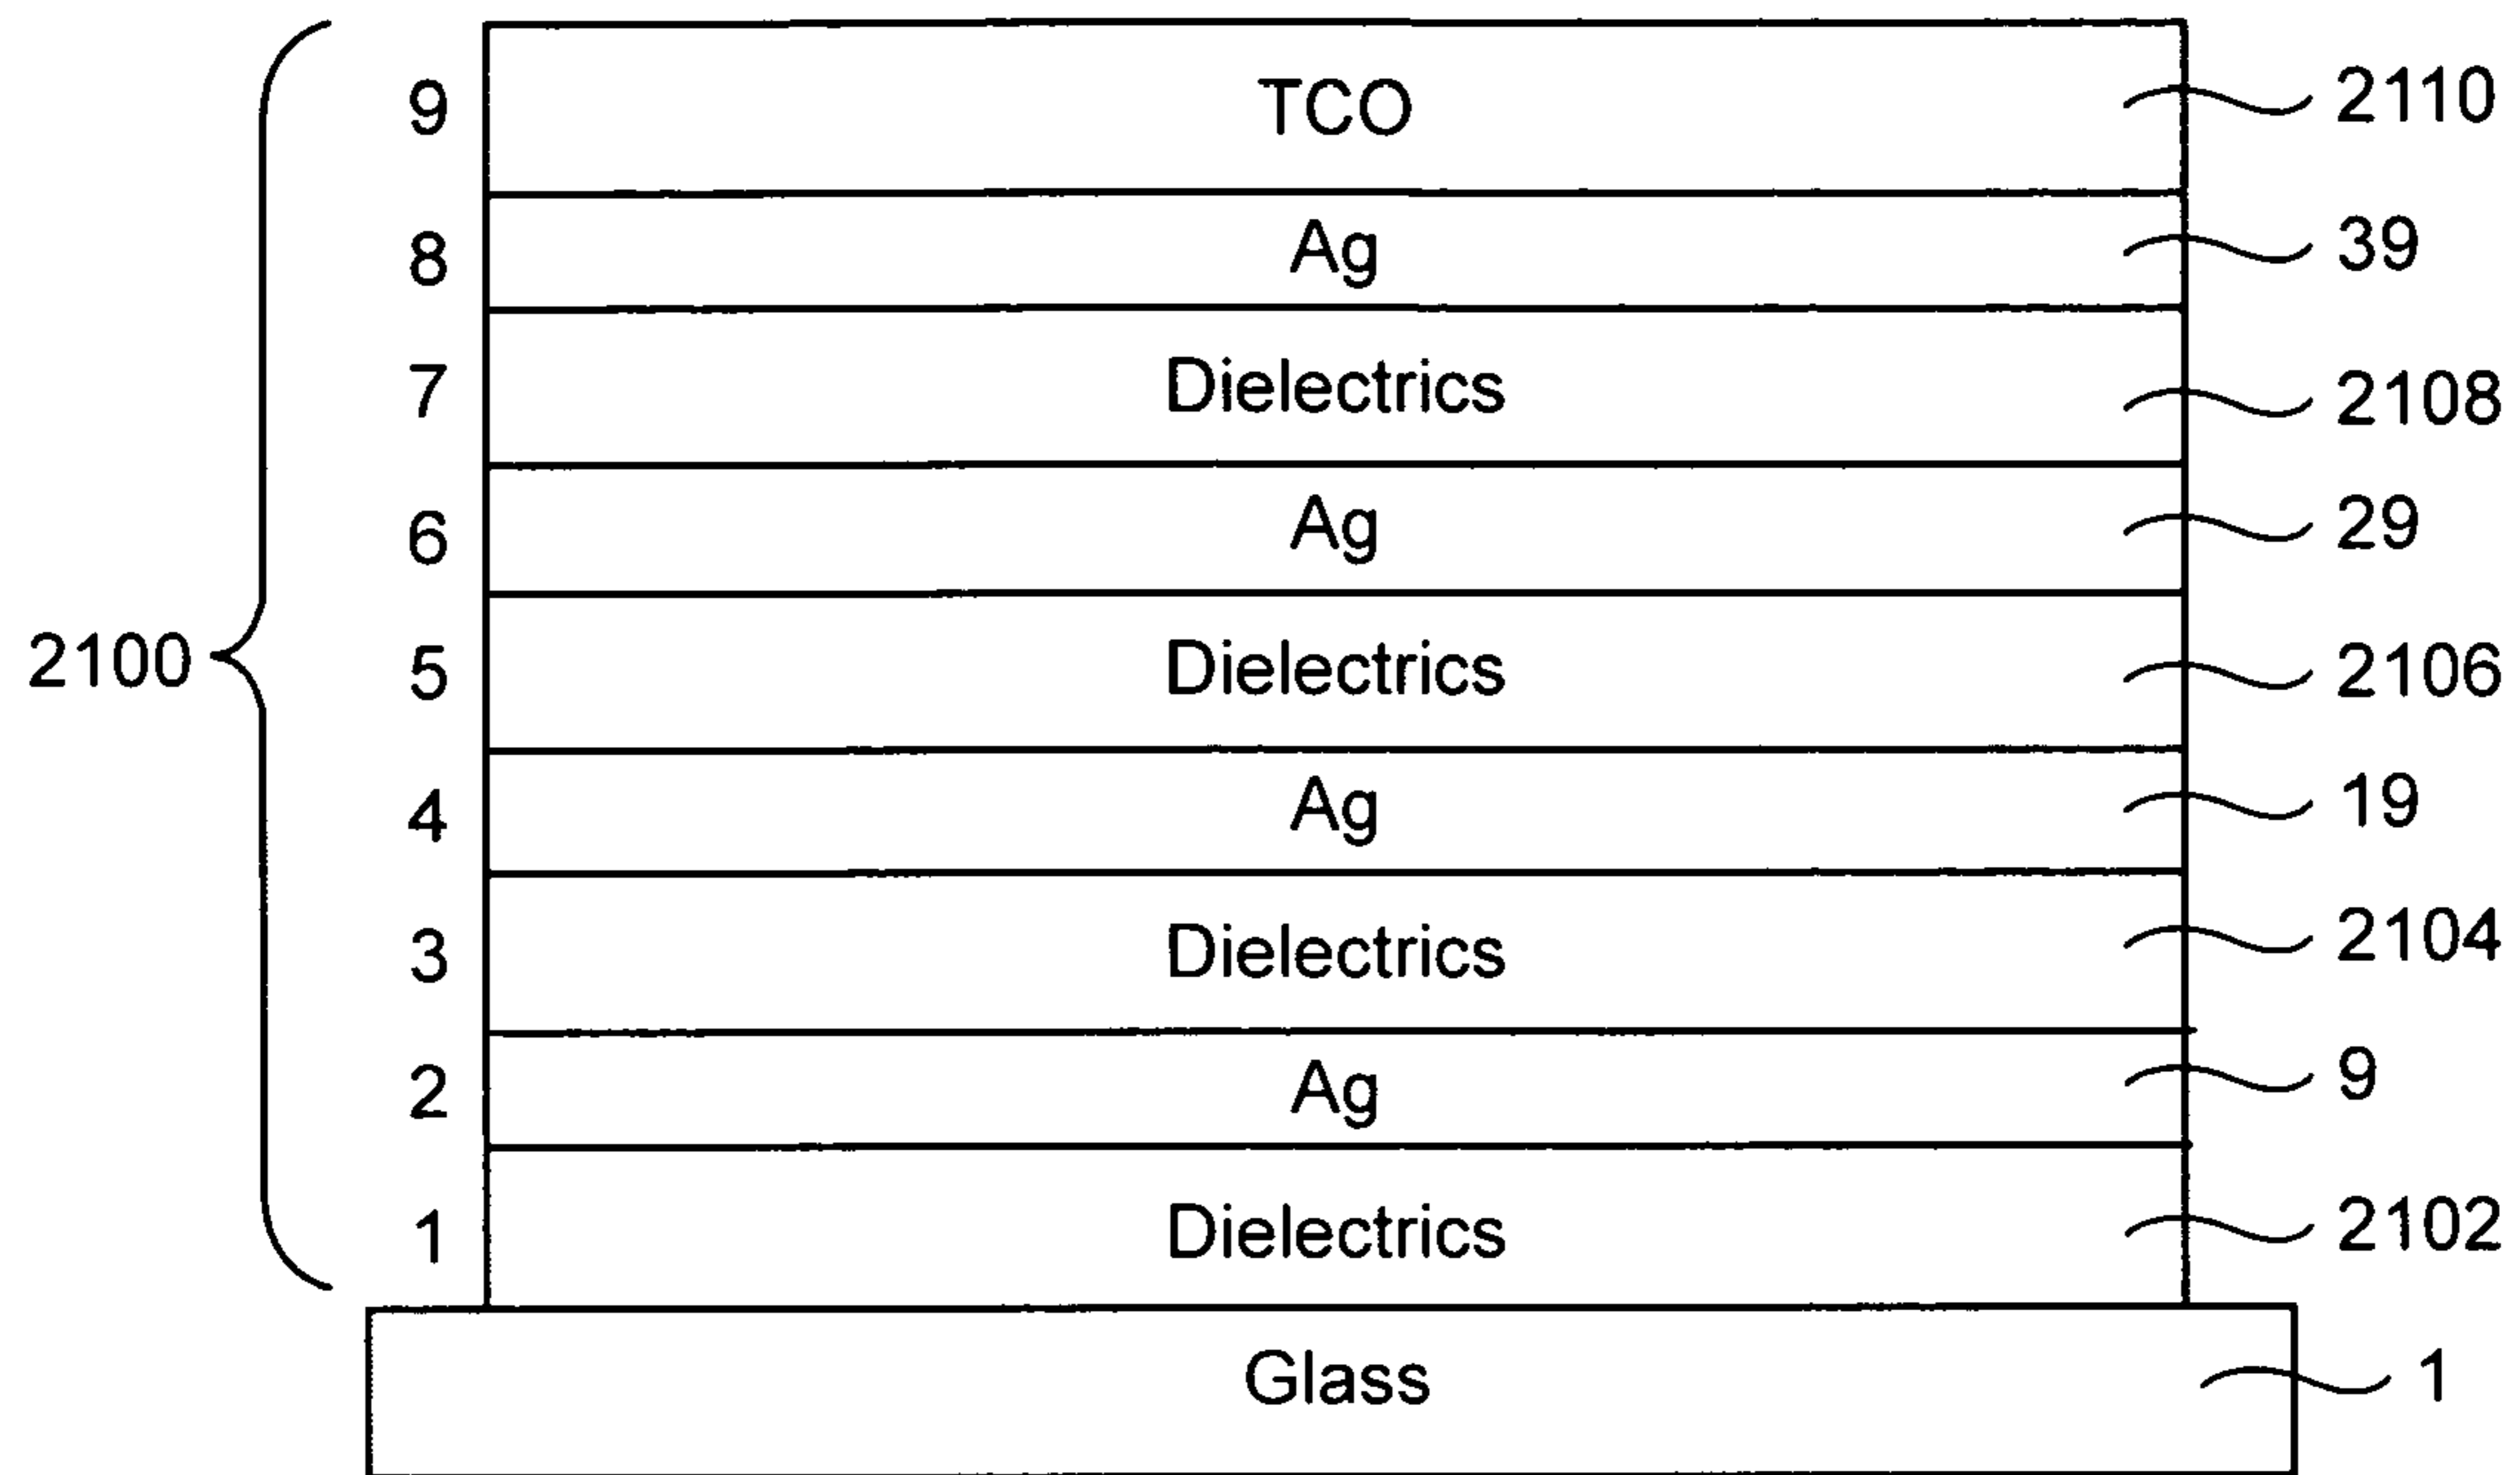 9 TCO 2110
8 Ag 39
7 Dielectrics 2108
6 Ag 29
2100 5 Dielectrics 2106
4 Ag 19
3 Dielectrics 2104
2 Ag 9
1 Dielectrics 2102
Glass 1